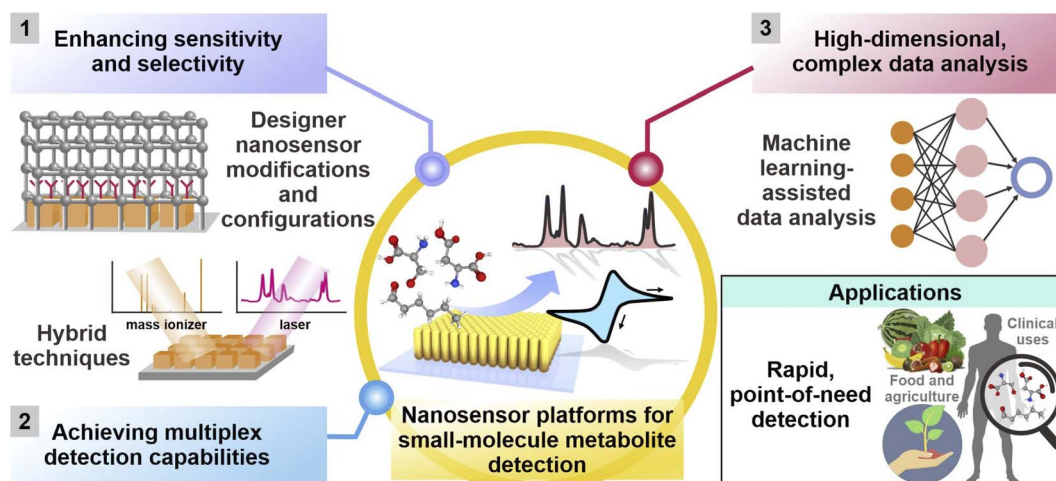 1
Enhancing sensitivity
and selectivity
Designer
nanosensor
modifications
and
configurations
mass ionizer
laser
Hybrid
techniques
2
Achieving multiplex
detection capabilities
Nanosensor platforms for
small-molecule metabolite
detection
3
High-dimensional,
complex data analysis
Machine
learning-
assisted
data analysis
Applications
Rapid,
point-of-need
detection
Food and
agriculture
Clinical
uses